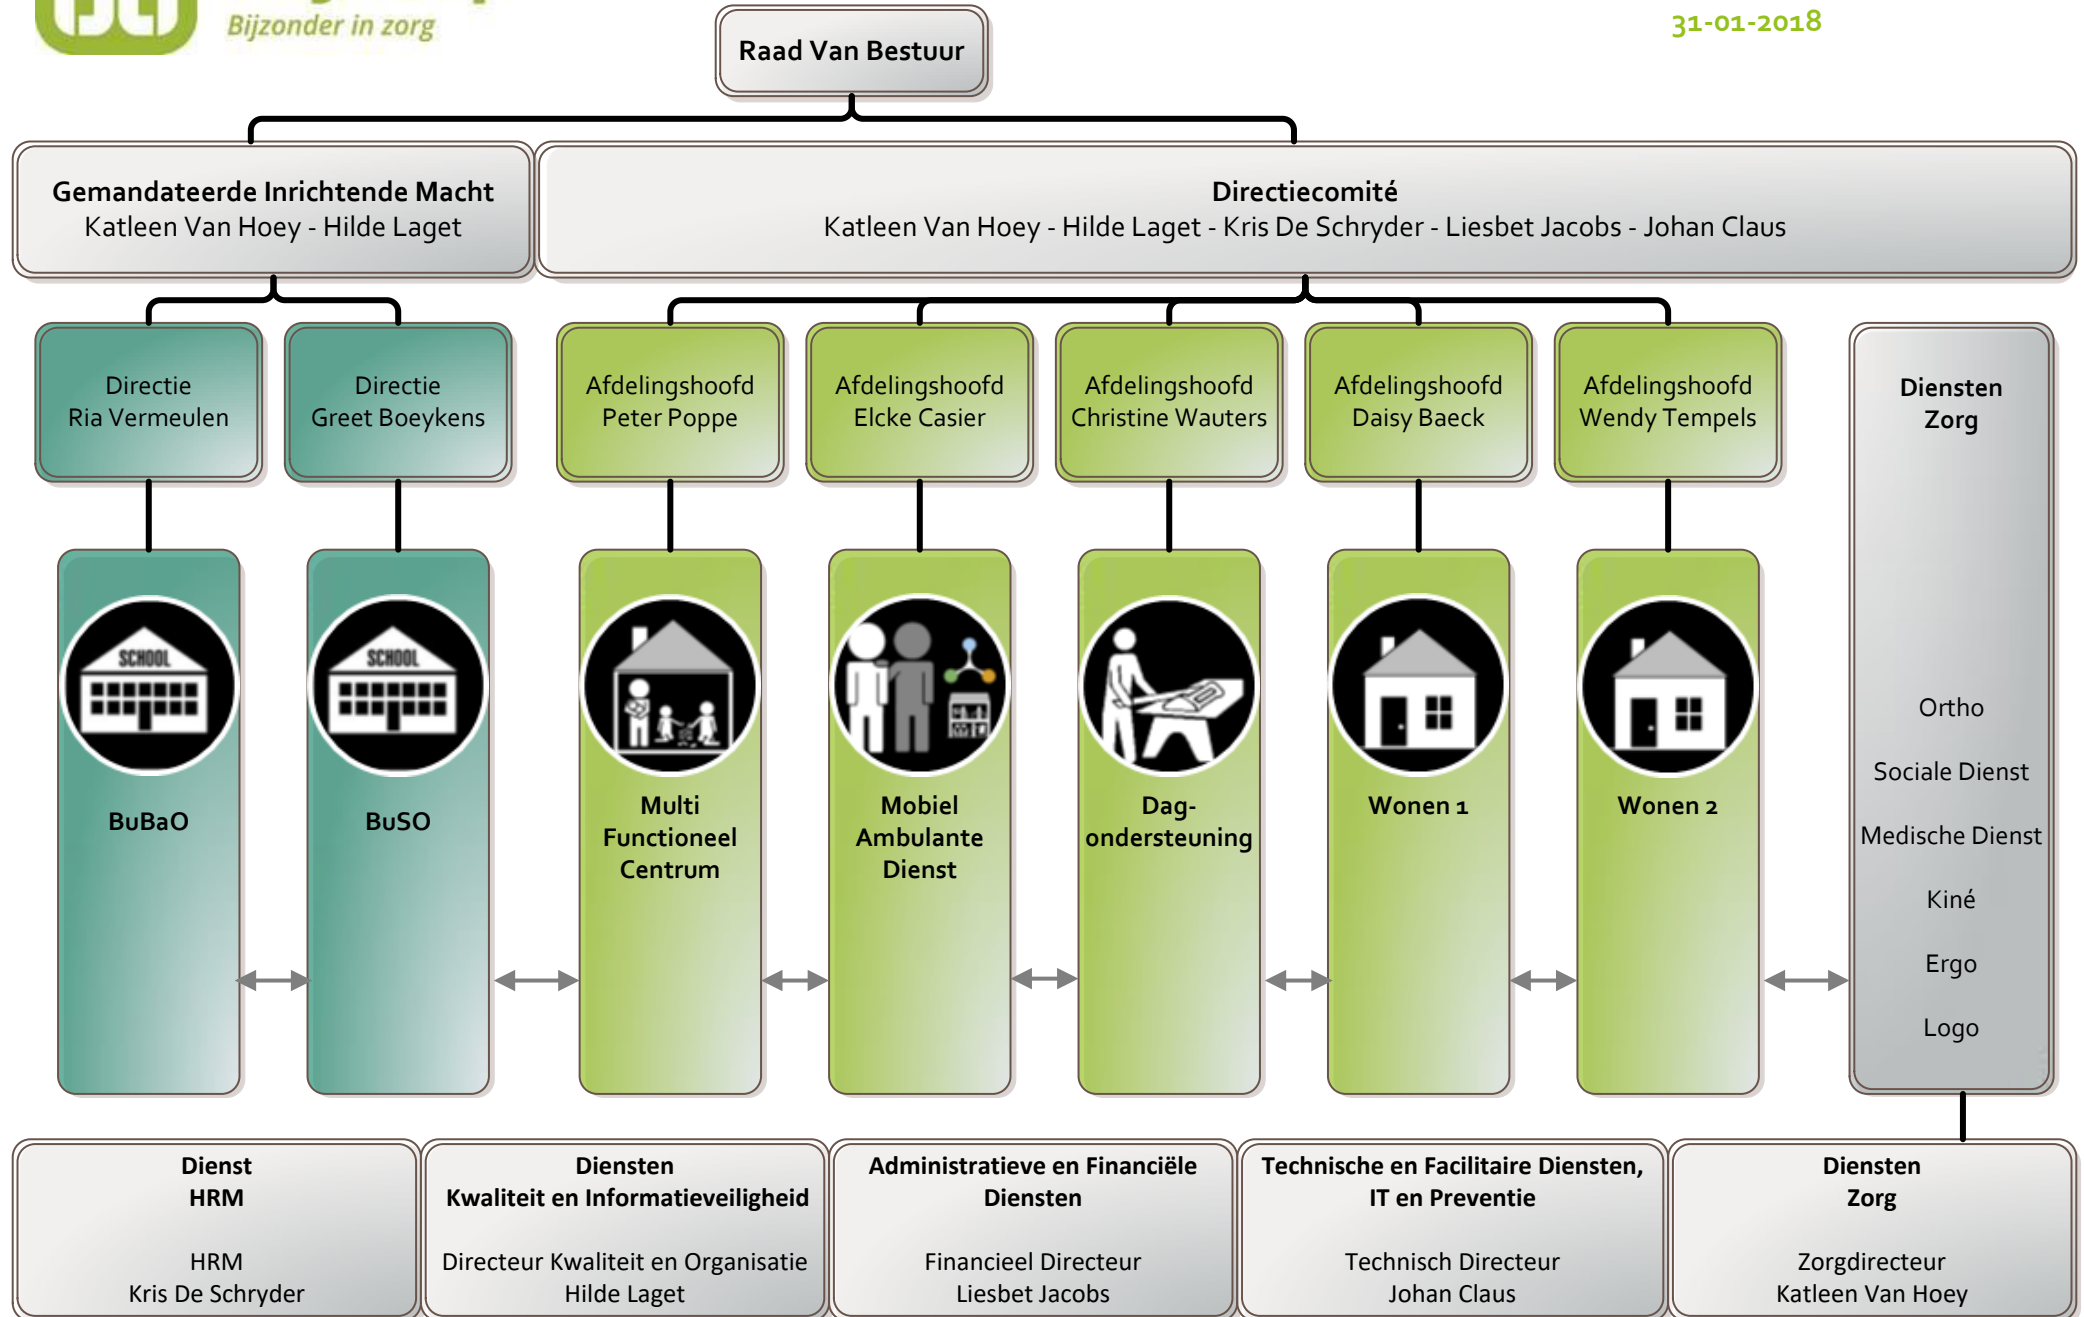 Bijzonder in zorg
31-01-2018
Raad Van Bestuur
Gemandateerde Inrichtende Macht
Katleen Van Hoey - Hilde Laget
Directiecomité
Katleen Van Hoey - Hilde Laget - Kris De Schryder - Liesbet Jacobs - Johan Claus
Directie
Ria Vermeulen
Directie
Greet Boeykens
Afdelingshoofd
Peter Poppe
Afdelingshoofd
Elcke Casier
Afdelingshoofd
Christine Wauters
Afdelingshoofd
Daisy Baeck
Afdelingshoofd
Wendy Tempels
Diensten
Zorg
SCHOOL
BuBaO
SCHOOL
BuSO
Multi
Functioneel
Centrum
Mobiel
Ambulante
Dienst
Dag-
ondersteuning
Wonen 1
Wonen 2
Ortho
Sociale Dienst
Medische Dienst
Kiné
Ergo
Logo
Dienst
HRM
HRM
Kris De Schryder
Diensten
Kwaliteit en Informatieveiligheid
Directeur Kwaliteit en Organisatie
Hilde Laget
Administratieve en Financiële
Diensten
Financieel Directeur
Liesbet Jacobs
Technische en Facilitaire Diensten,
IT en Preventie
Technisch Directeur
Johan Claus
Diensten
Zorg
Zorgdirecteur
Katleen Van Hoey